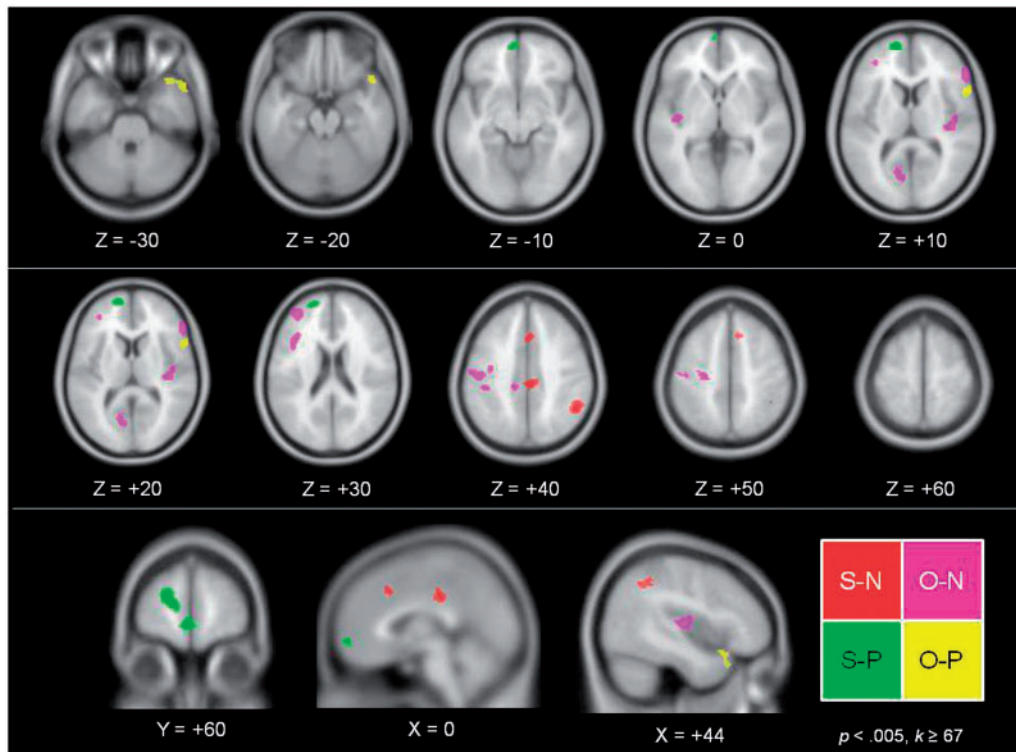 Z = -30 Z = -20 Z = -10 Z = 0 Z = +10
Z = +20 Z = +30 Z = +40 Z = +50 Z = +60
S-N O-N
S-P O-P
Y = +60 X = 0 X = +44 p < .005, k ≥ 67